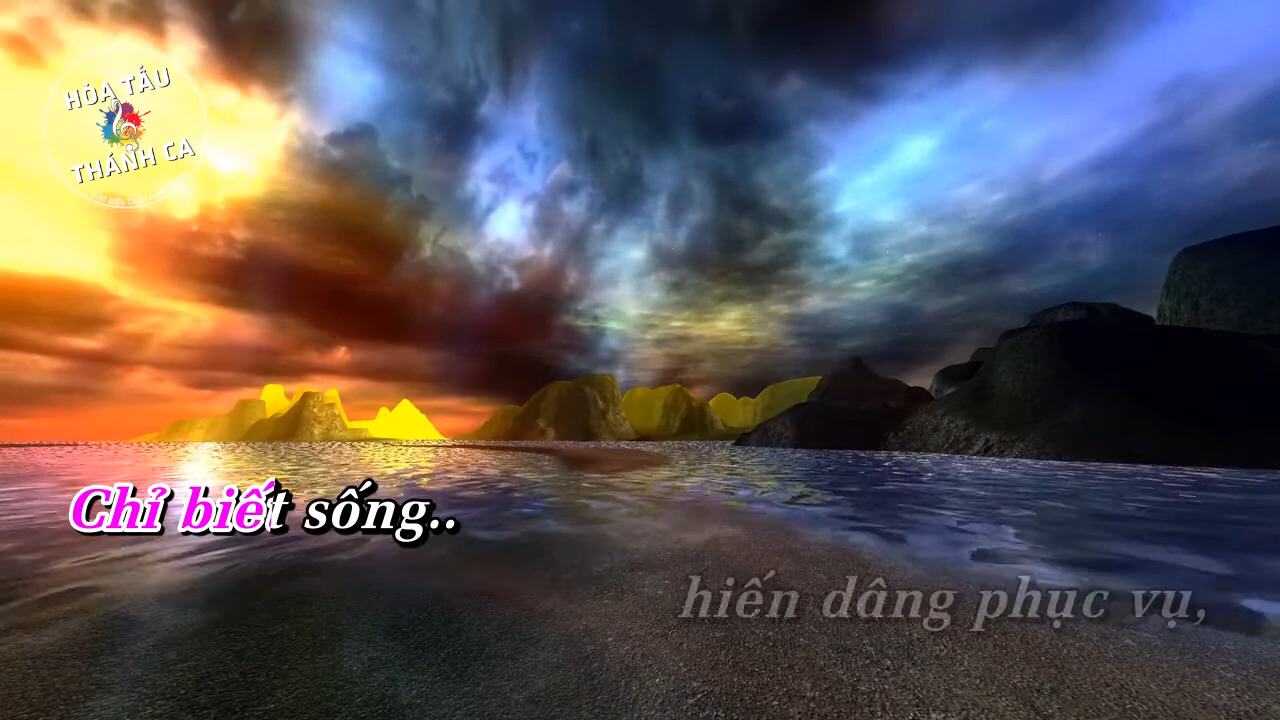 HÒA TẤU
THÁNH CA
Chỉ biết sống..
hiến dâng phục vụ,